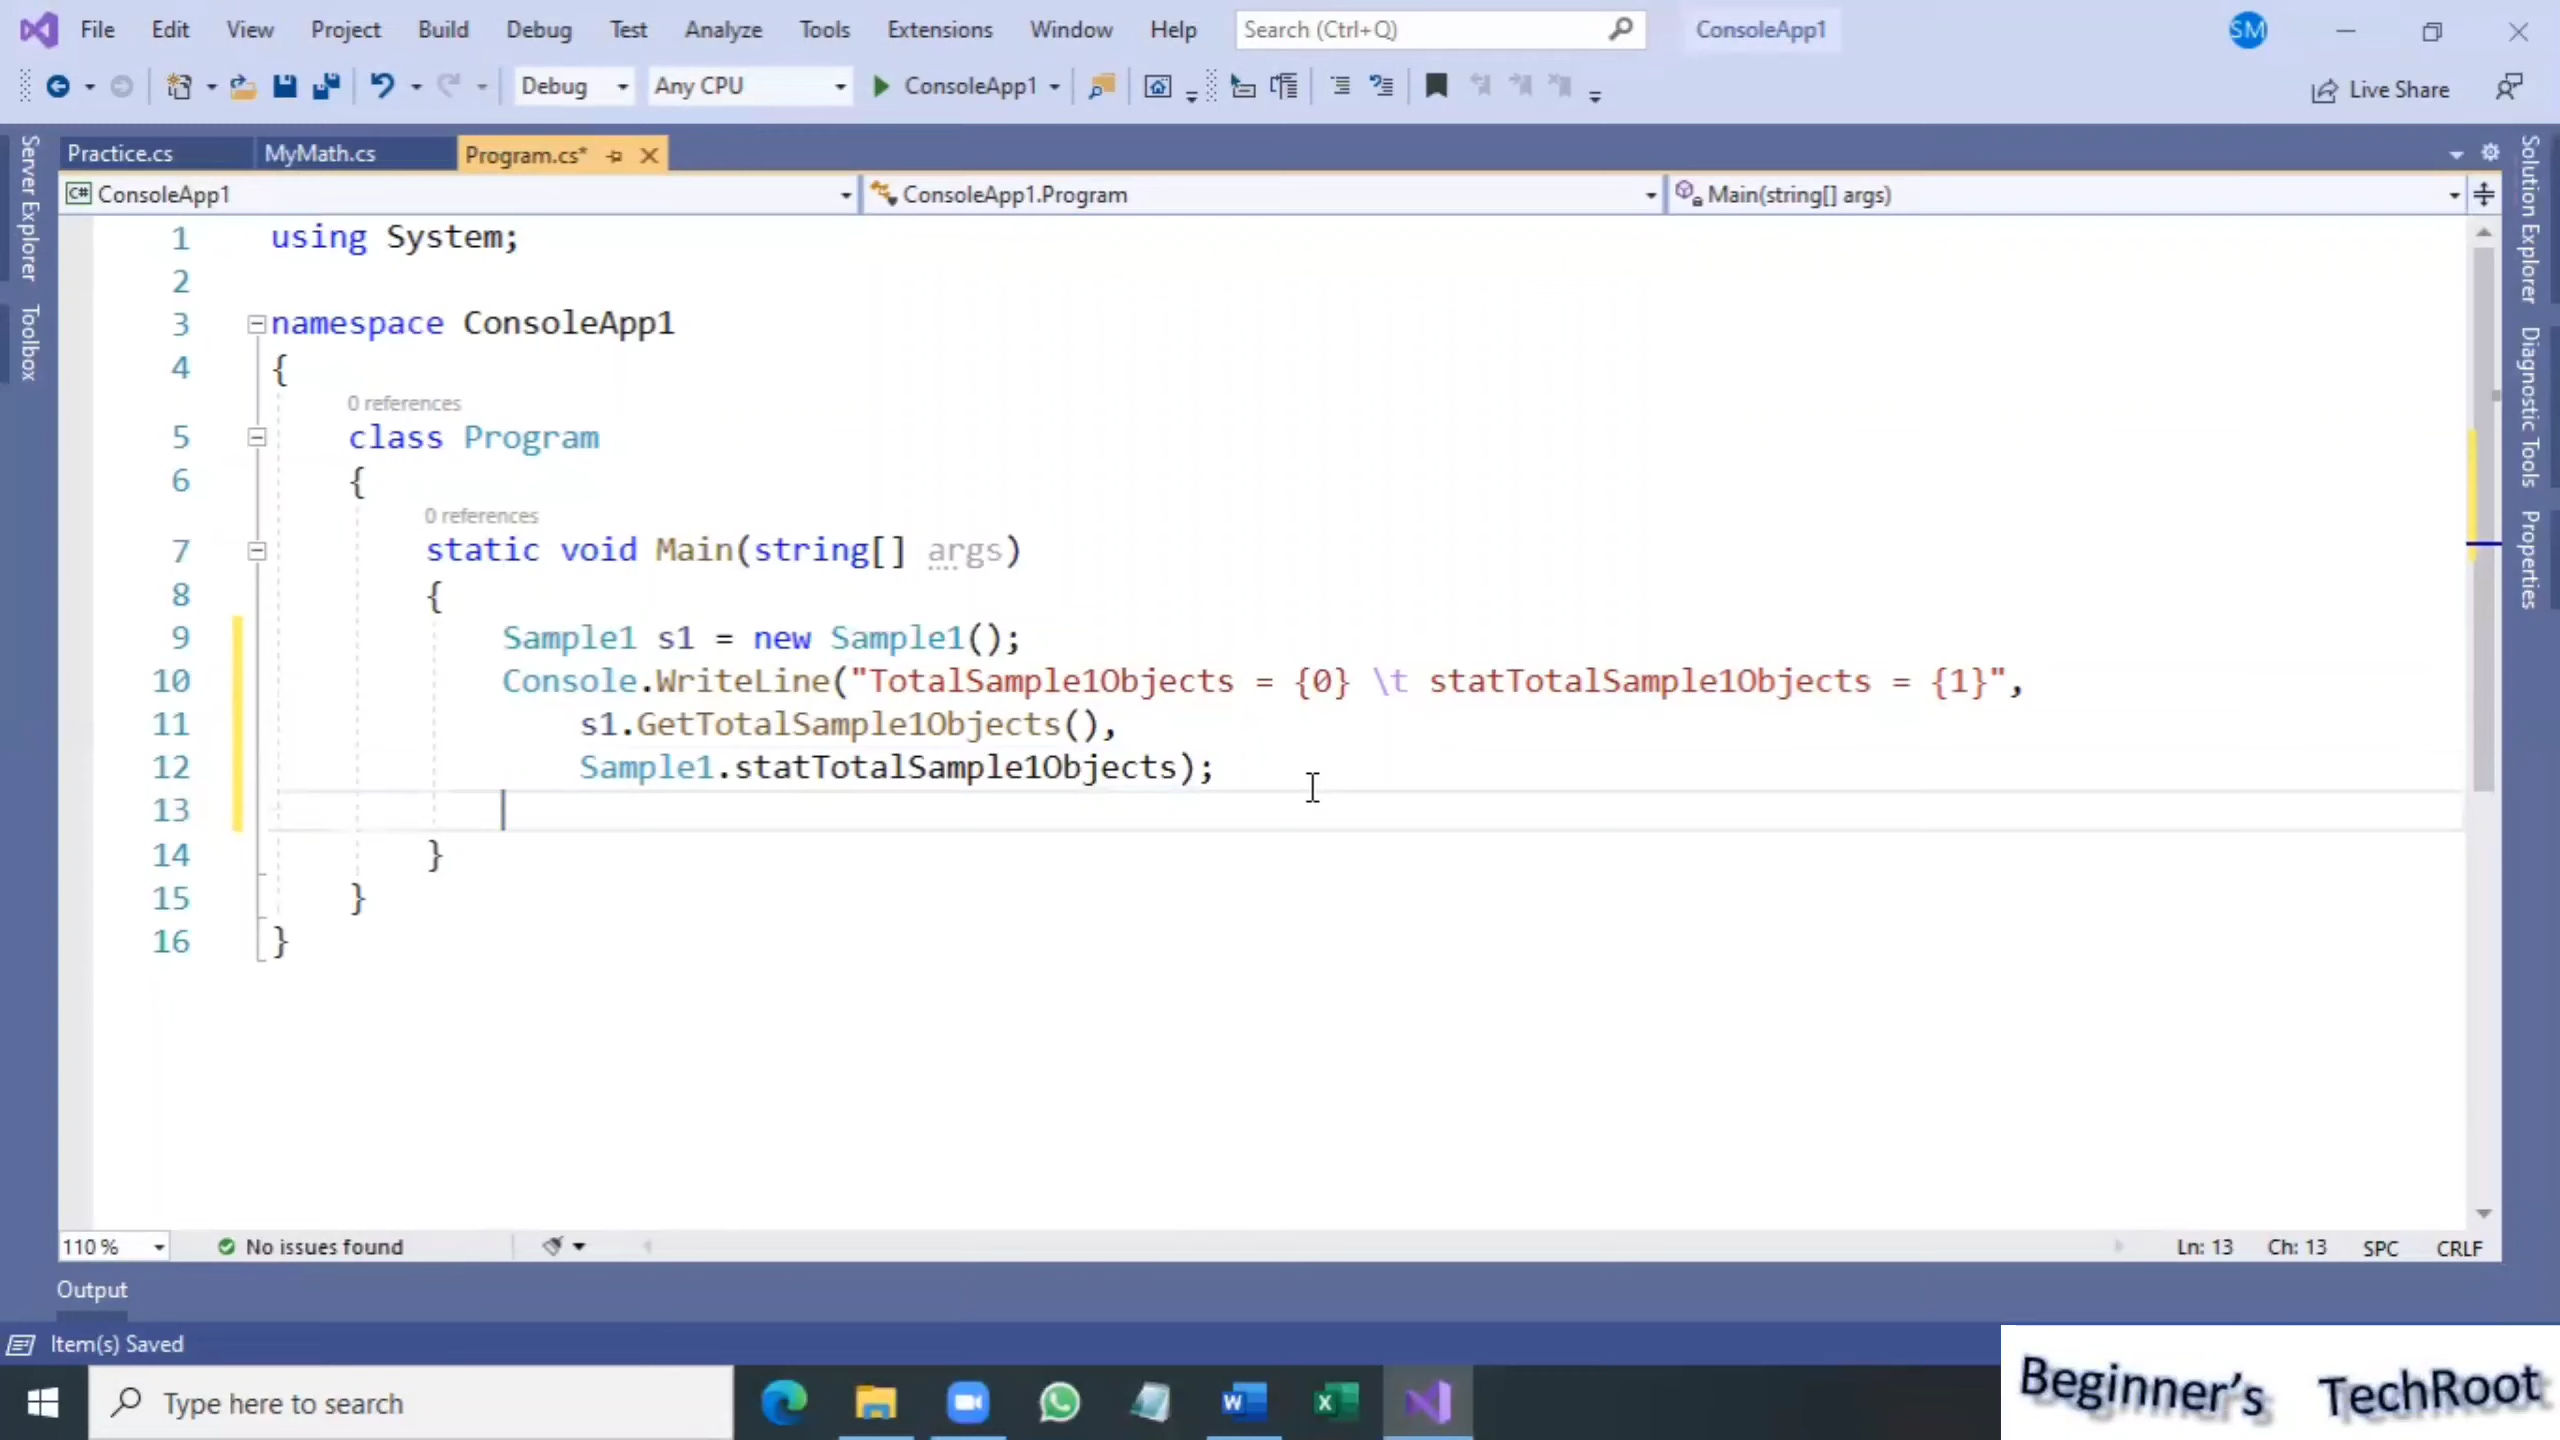 File Edit View Project Build Debug Test Analyze Tools Extensions Window Help Search (Ctrl+Q) ConsoleApp1 SM
Debug Any CPU ConsoleApp1 Live Share
Practice.cs MyMath.cs Program.cs*
C# ConsoleApp1 ConsoleApp1.Program Main(string[] args)
Server Explorer
Toolbox
Solution Explorer
Diagnostic Tools
Properties
1 using System;
2
3 namespace ConsoleApp1
4 {
0 references
5 class Program
6 {
0 references
7 static void Main(string[] args)
8 {
9 Sample1 s1 = new Sample1();
10 Console.WriteLine("TotalSample1Objects = {0} \t statTotalSample1Objects = {1}",
11 s1.GetTotalSample1Objects(),
12 Sample1.statTotalSample1Objects);
13
14 }
15 }
16 }
110 % No issues found Ln: 13 Ch: 13 SPC CRLF
Output
Item(s) Saved
Type here to search
Beginner's TechRoot